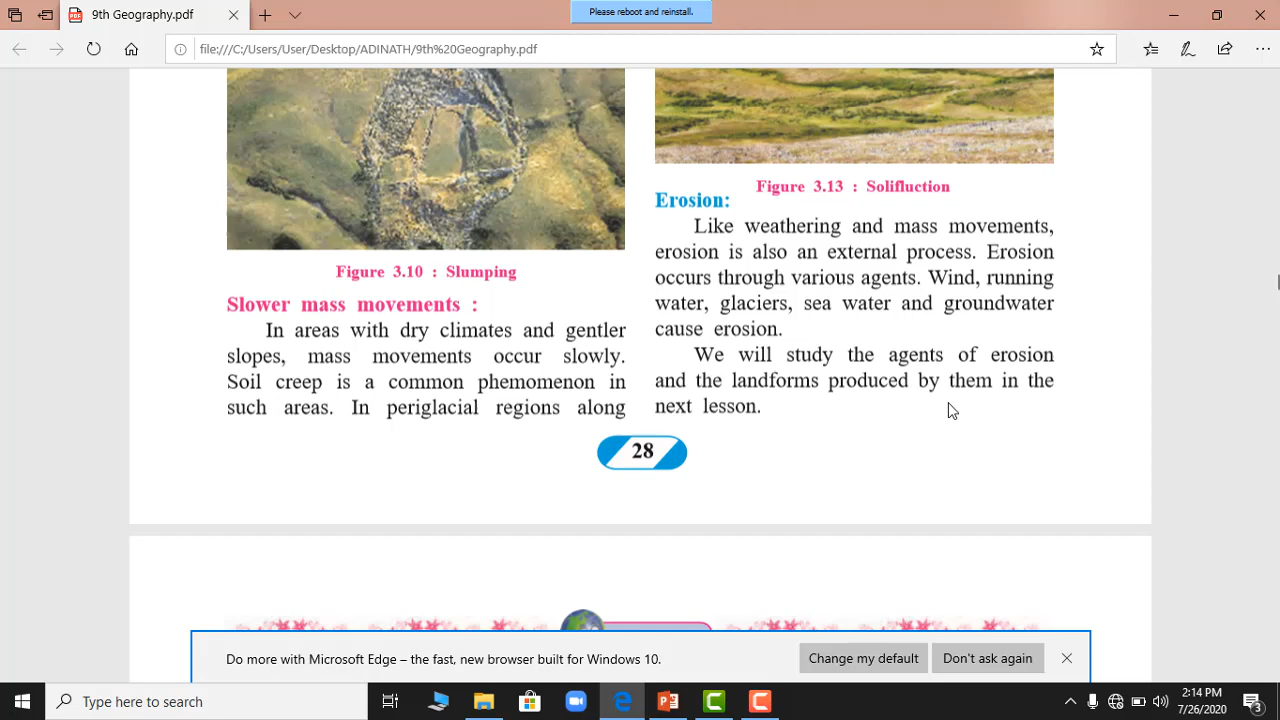 9th Geography.pdf
Please reboot and reinstall.
file:///C:/Users/User/Desktop/ADINATH/9th%20Geography.pdf
Figure 3.10 : Slumping
Slower mass movements :
In areas with dry climates and gentler
slopes, mass movements occur slowly.
Soil creep is a common phemomenon in
such areas. In periglacial regions along
Figure 3.13 : Solifluction
Erosion:
Like weathering and mass movements,
erosion is also an external process. Erosion
occurs through various agents. Wind, running
water, glaciers, sea water and groundwater
cause erosion.
We will study the agents of erosion
and the landforms produced by them in the
next lesson.
28
Do more with Microsoft Edge – the fast, new browser built for Windows 10.
Change my default
Don't ask again
Type here to search
2:14 PM
7/26/2020
3